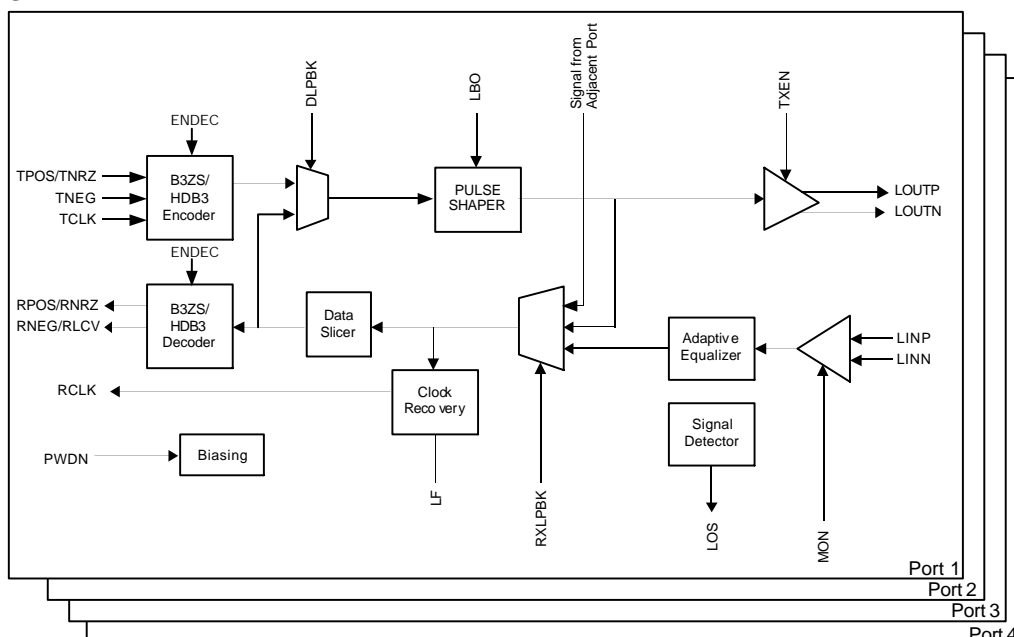 DLPBK
LBO
Signal from
Adjacent Port
TXEN
ENDEC
TPOS/TNRZ
TNEG
TCLK
B3ZS/
HDB3
Encoder
PULSE
SHAPER
LOUTP
LOUTN
ENDEC
RPOS/RNRZ
RNEG/RLCV
B3ZS/
HDB3
Decoder
Data
Slicer
Adaptive
Equalizer
LINP
LINN
RCLK
Clock
Recovery
Signal
Detector
PWDN
Biasing
LF
RXLPBK
LOS
MON
Port 1
Port 2
Port 3
Port 4